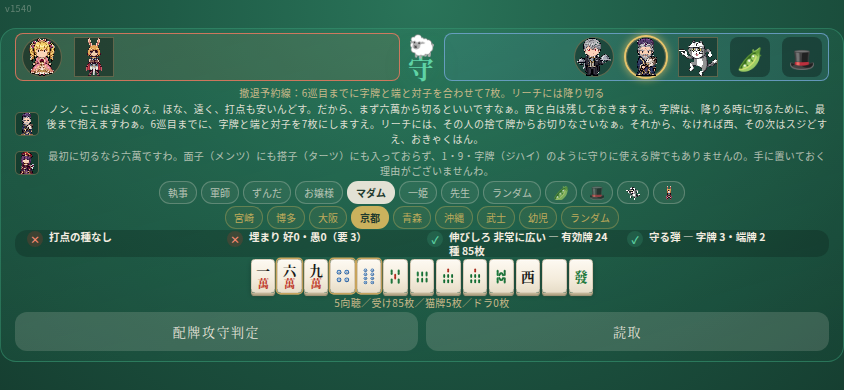 v1540
守
撤退予約線：6巡目までに字牌と端と対子を合わせて7枚。リーチには降り切る
ノン、ここは退くのえ。ほな、遠く、打点も安いんどす。だから、まず六萬から切るといいですなぁ。西と白は残しておきますえ。字牌は、降りる時に切るために、最
後まで抱えますわぁ。6巡目までに、字牌と端と対子を7枚にしますえ。リーチには、その人の捨て牌からお切りなさいなぁ。それから、なければ西、その次はスジどす
え、おきゃくはん。
最初に切るなら六萬ですわ。面子（メンツ）にも搭子（ターツ）にも入っておらず、1・9・字牌（ジハイ）のように守りに使える牌でもありませんの。手に置いておく
理由がございませんわ。
執事 軍師 ずんだ お嬢様 マダム 一姫 先生 ランダム
宮崎 博多 大阪 京都 青森 沖縄 武士 幼児 ランダム
× 打点の種なし × 埋まり 好0・愚0（要 3） ✓ 伸びしろ 非常に広い ─ 有効牌 24 ✓ 守る弾 ─ 字牌 3・端牌 2
種 85枚
一萬 六萬 九萬 西 發
5向聴／受け85枚／猫牌5枚／ドラ0枚
配牌攻守判定 読取